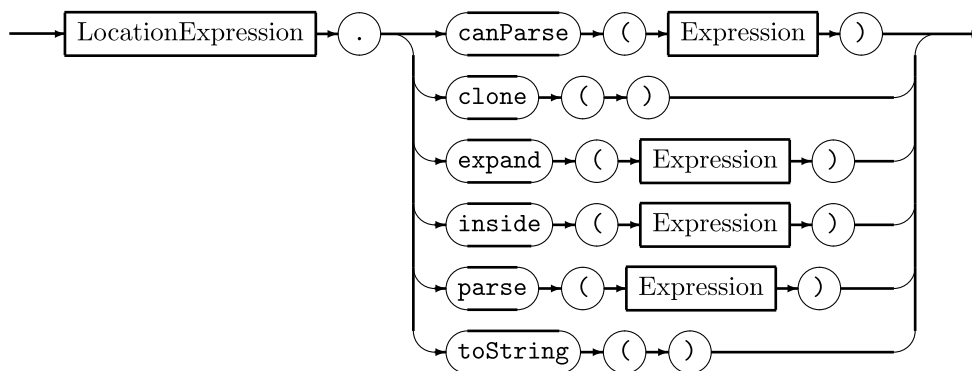 LocationExpression . canParse ( Expression )
clone ( )
expand ( Expression )
inside ( Expression )
parse ( Expression )
toString ( )